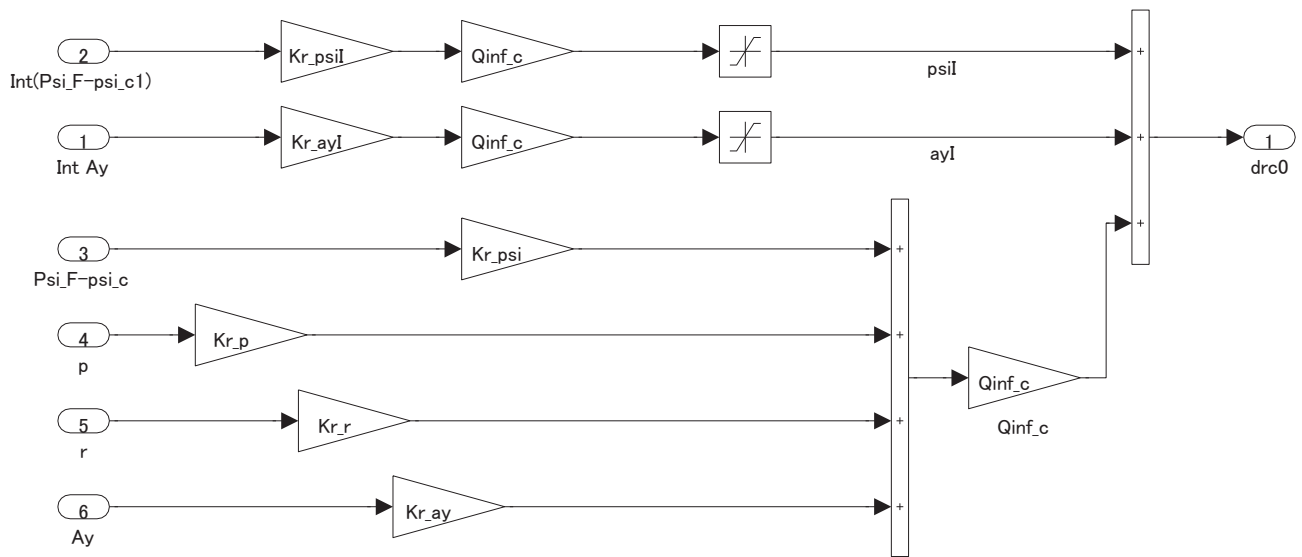 2
Int(Psi_F-psi_c1)
Kr_psiI
Qinf_c
psiI
+
1
Int Ay
Kr_ayI
Qinf_c
ayI
+
1
drc0
3
Psi_F-psi_c
Kr_psi
+
+
4
p
Kr_p
+
Qinf_c
Qinf_c
5
r
Kr_r
+
6
Ay
Kr_ay
+